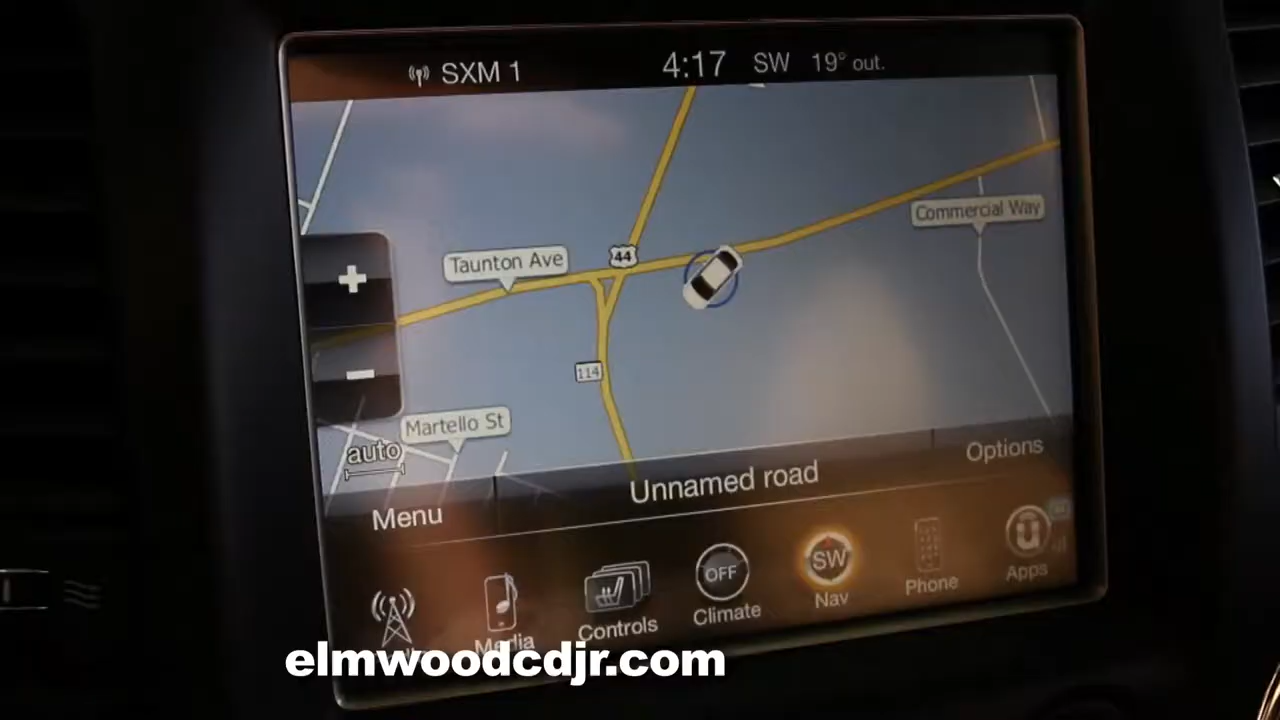 SXM 1 4:17 SW 19° out.
Commercial Way
44
Taunton Ave
114
Martello St
auto
Options
Unnamed road
Menu
OFF
SW
Media Controls Climate Nav Phone Apps
elmwoodcdjr.com